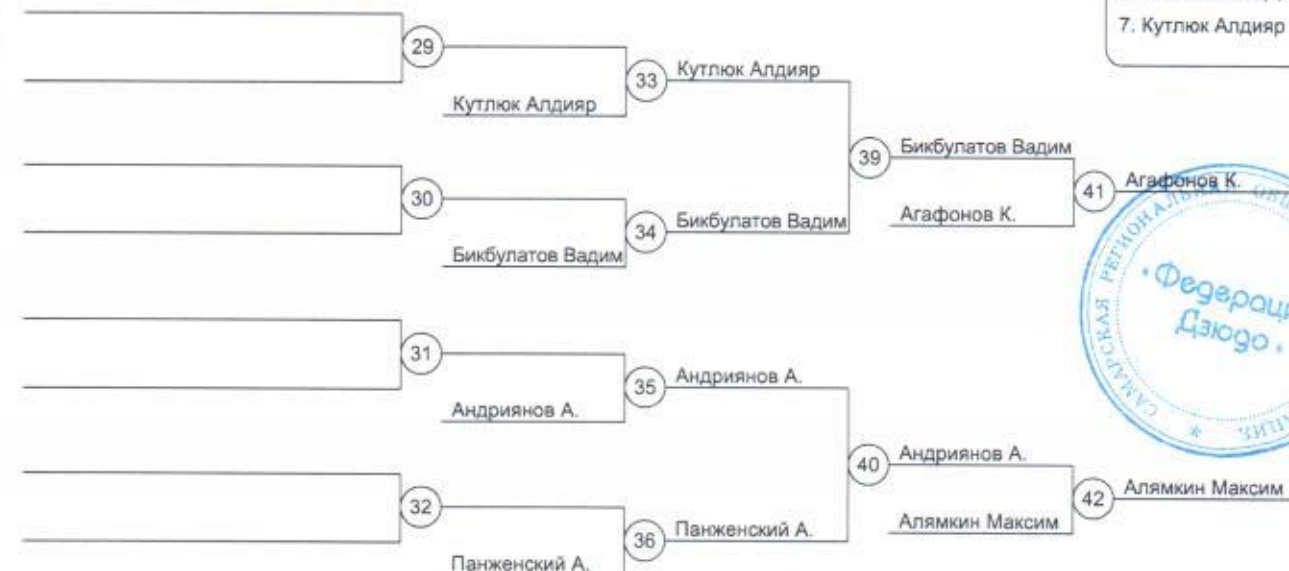 7. Кутлюк Алдияр
29
33 Кутлюк Алдияр
Кутлюк Алдияр
39 Бикбулатов Вадим
41 Агафонов К.
30
Агафонов К.
34 Бикбулатов Вадим
Бикбулатов Вадим
САМАРСКАЯ
Дзюдо
31
35 Андриянов А.
Андриянов А.
40 Андриянов А.
42 Алямкин Максим
32
Алямкин Максим
36 Панженский А.
Панженский А.